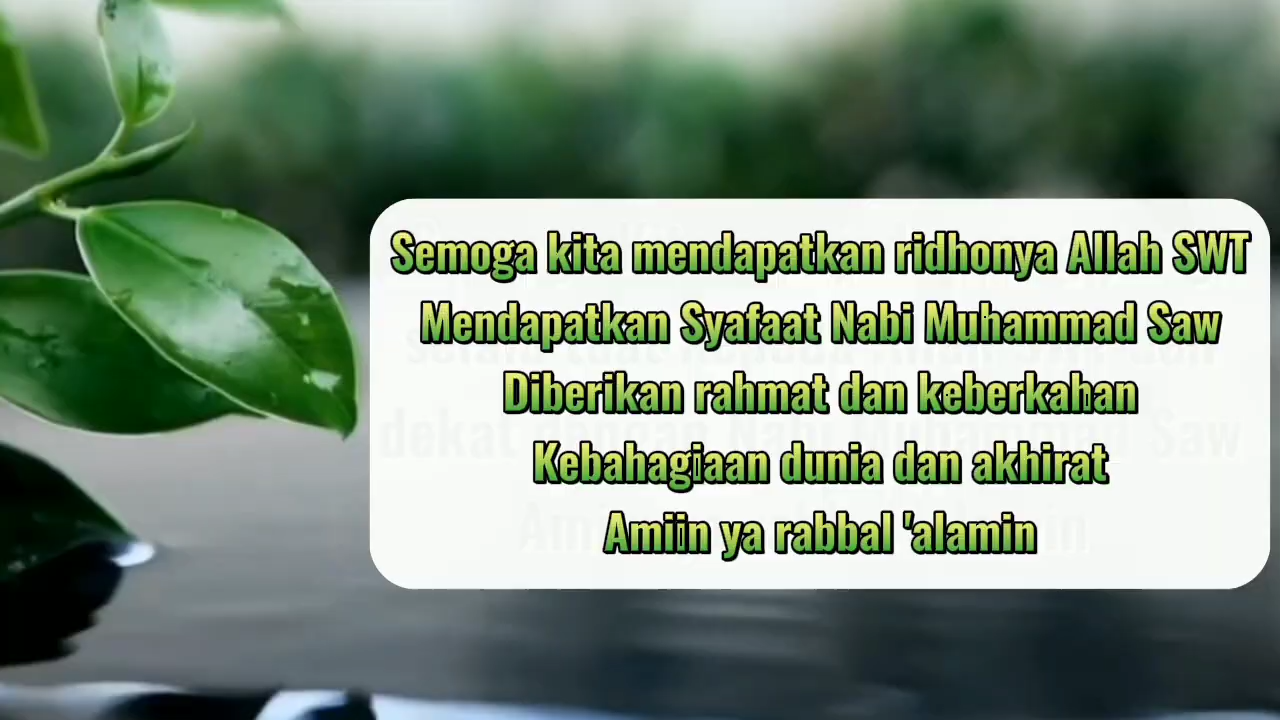 Semoga kita mendapatkan ridhonya Allah SWT
Mendapatkan Syafaat Nabi Muhammad Saw
Diberikan rahmat dan keberkahan
Kebahagiaan dunia dan akhirat
Amiin ya rabbal 'alamin